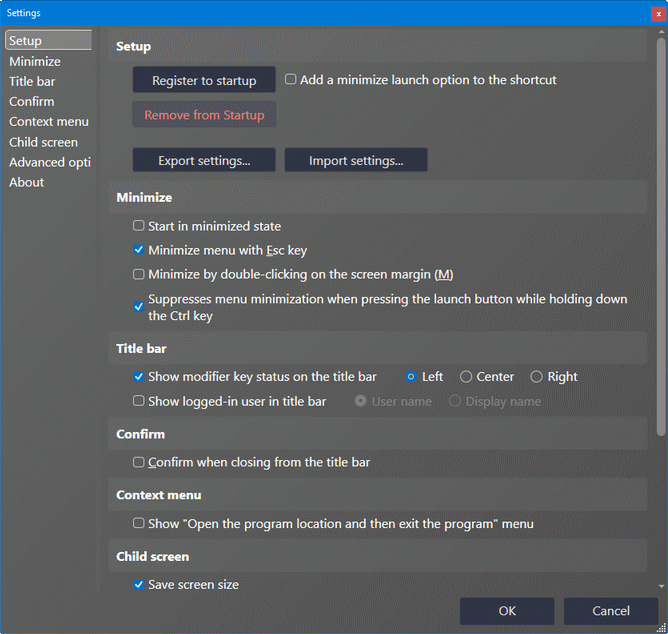 Settings
x
Setup
Minimize
Title bar
Confirm
Context menu
Child screen
Advanced opti
About
Setup
Register to startup
Add a minimize launch option to the shortcut
Remove from Startup
Export settings...
Import settings...
Minimize
Start in minimized state
Minimize menu with Esc key
Minimize by double-clicking on the screen margin (M)
Suppresses menu minimization when pressing the launch button while holding down
the Ctrl key
Title bar
Show modifier key status on the title bar
Left
Center
Right
Show logged-in user in title bar
User name
Display name
Confirm
Confirm when closing from the title bar
Context menu
Show "Open the program location and then exit the program" menu
Child screen
Save screen size
OK
Cancel